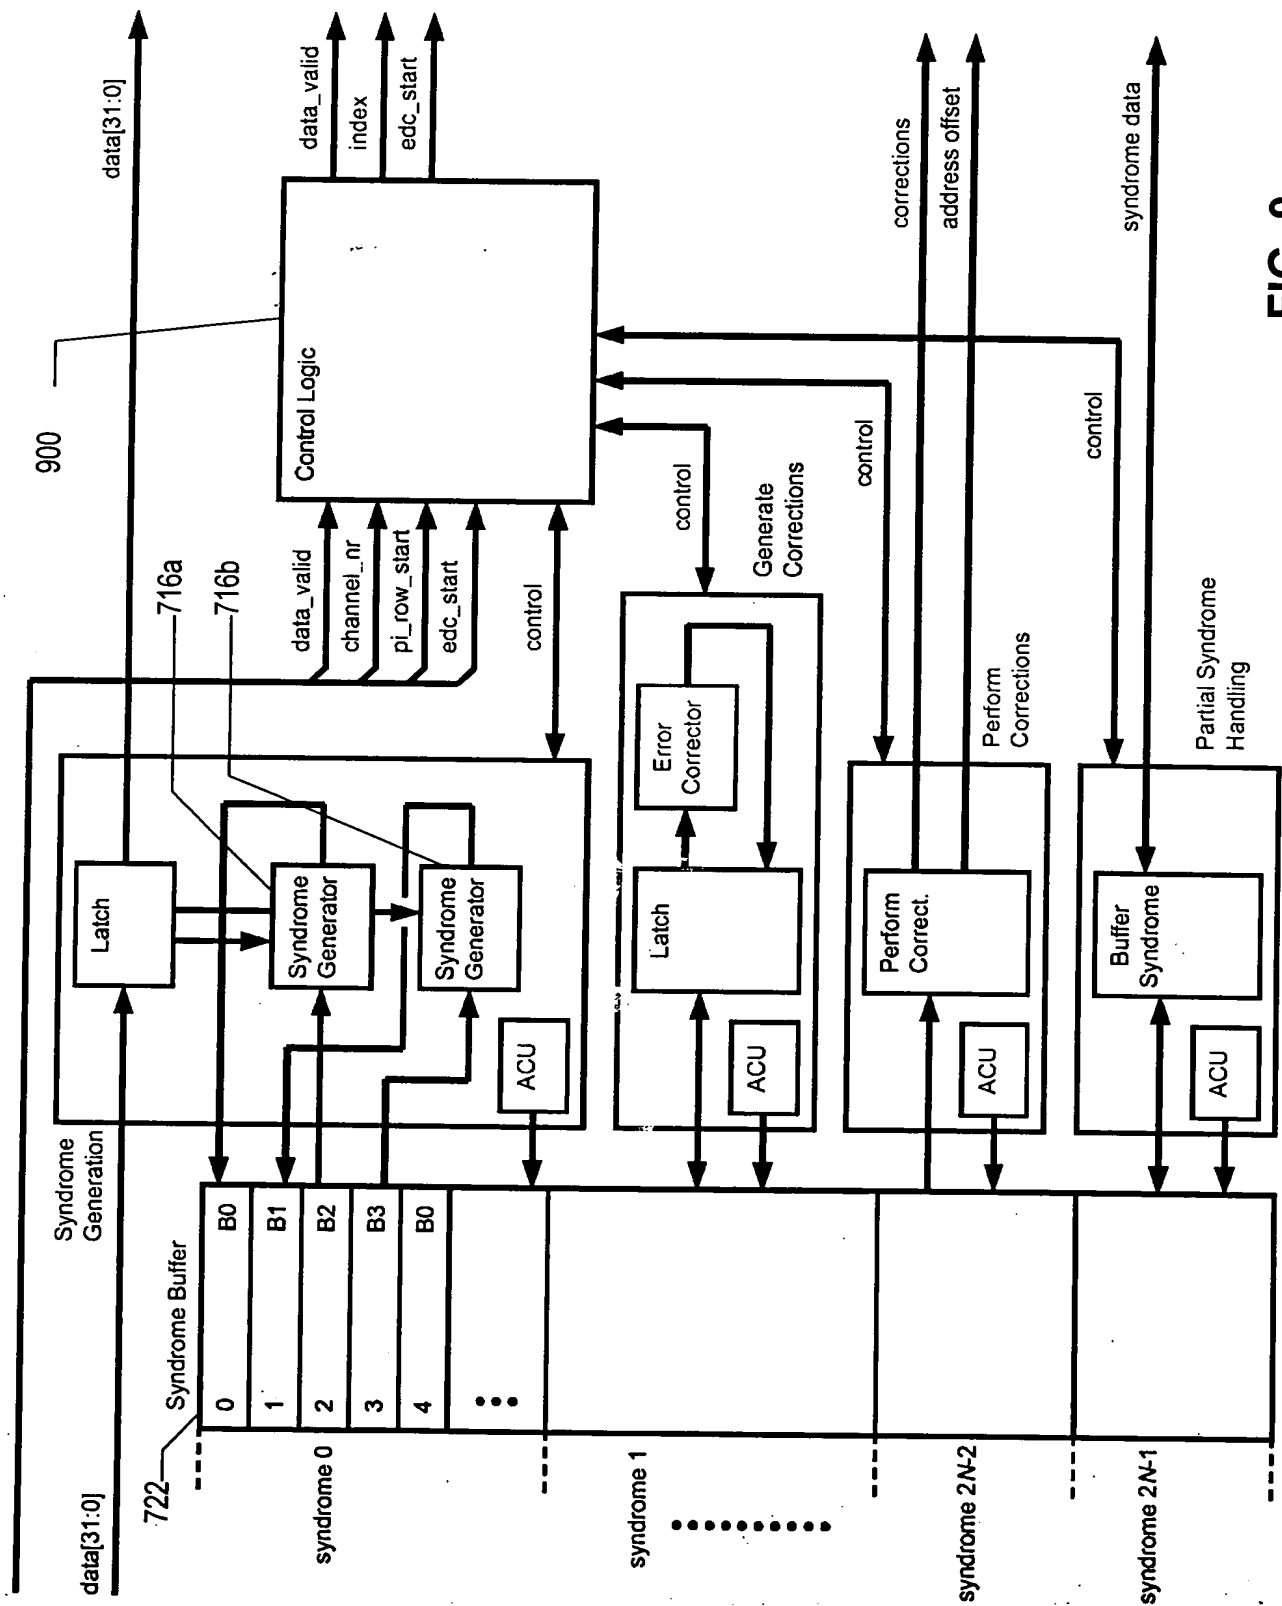 data[31:0]
data[31:0]
722
Syndrome Buffer
Syndrome
Generation
Latch
Syndrome
Generator
Syndrome
Generator
ACU
716a
716b
900
Control Logic
data_valid
channel_nr
pi_row_start
edc_start
control
data_valid
index
edc_start
0 B0
1 B1
2 B2
3 B3
4 B0
syndrome 0
syndrome 1
syndrome 2N-2
syndrome 2N-1
Latch
Error
Corrector
ACU
Generate
Corrections
control
Perform
Correct.
ACU
Perform
Corrections
control
corrections
address offset
Buffer
Syndrome
ACU
Partial Syndrome
Handling
control
syndrome data
FIG.